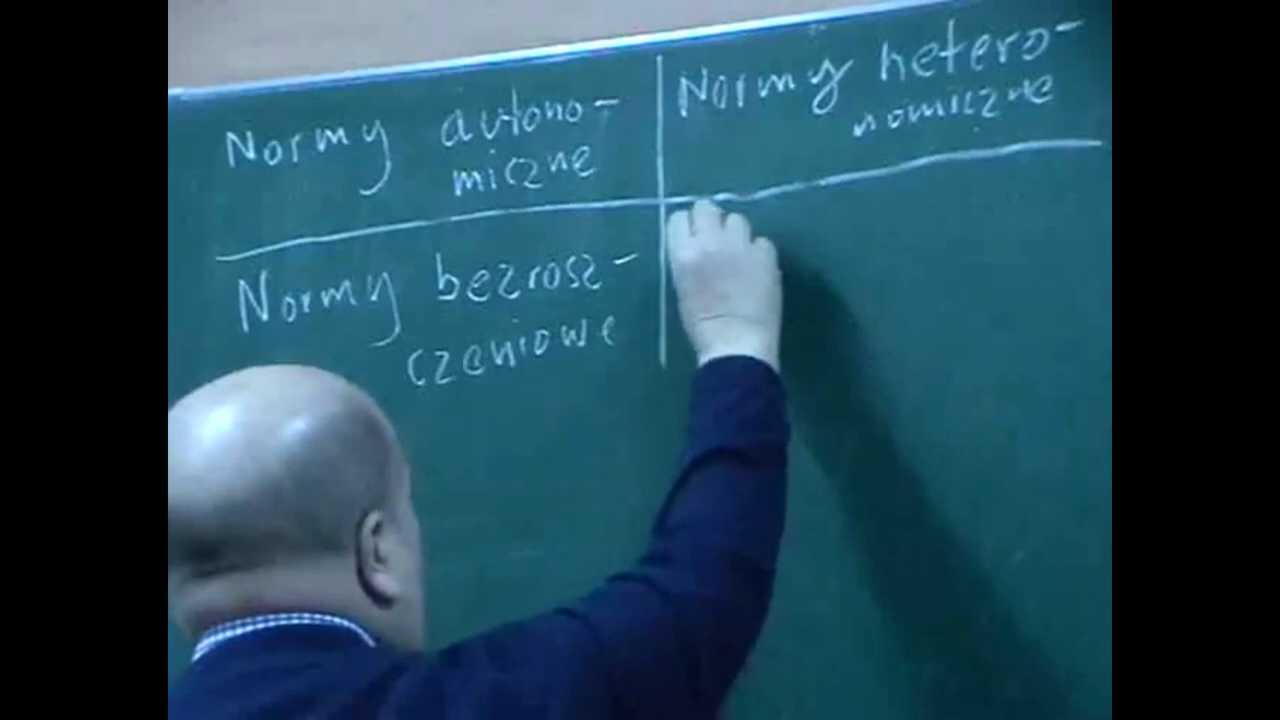 Normy autono-
miczne
Normy hetero-
nomiczne
Normy bezrosz-
czeniowe